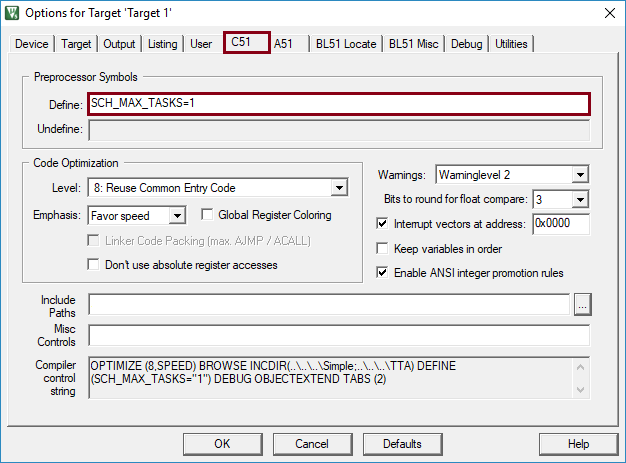 Options for Target 'Target 1'
Device Target Output Listing User C51 A51 BL51 Locate BL51 Misc Debug Utilities
Preprocessor Symbols
Define: SCH_MAX_TASKS=1
Undefine:
Code Optimization
Level: 8: Reuse Common Entry Code
Emphasis: Favor speed Global Register Coloring
Linker Code Packing (max. AJMP / ACALL)
Don't use absolute register accesses
Warnings: Warninglevel 2
Bits to round for float compare: 3
Interrupt vectors at address: 0x0000
Keep variables in order
Enable ANSI integer promotion rules
Include
Paths
...
Misc
Controls
Compiler
control
string
OPTIMIZE (8,SPEED) BROWSE INCDIR(..\..\..\Simple;..\..\..\TTA) DEFINE
(SCH_MAX_TASKS="1") DEBUG OBJECTEXTEND TABS (2)
OK Cancel Defaults Help